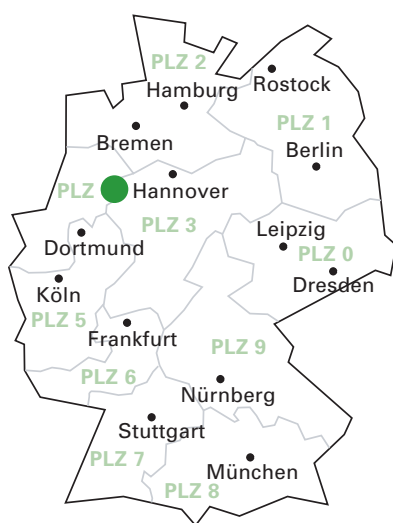 PLZ 2
Hamburg
Rostock
PLZ 1
Bremen
Berlin
PLZ
Hannover
PLZ 3
Dortmund
Leipzig
PLZ 0
Dresden
Köln
PLZ 5
Frankfurt
PLZ 9
PLZ 6
Nürnberg
Stuttgart
PLZ 7
München
PLZ 8